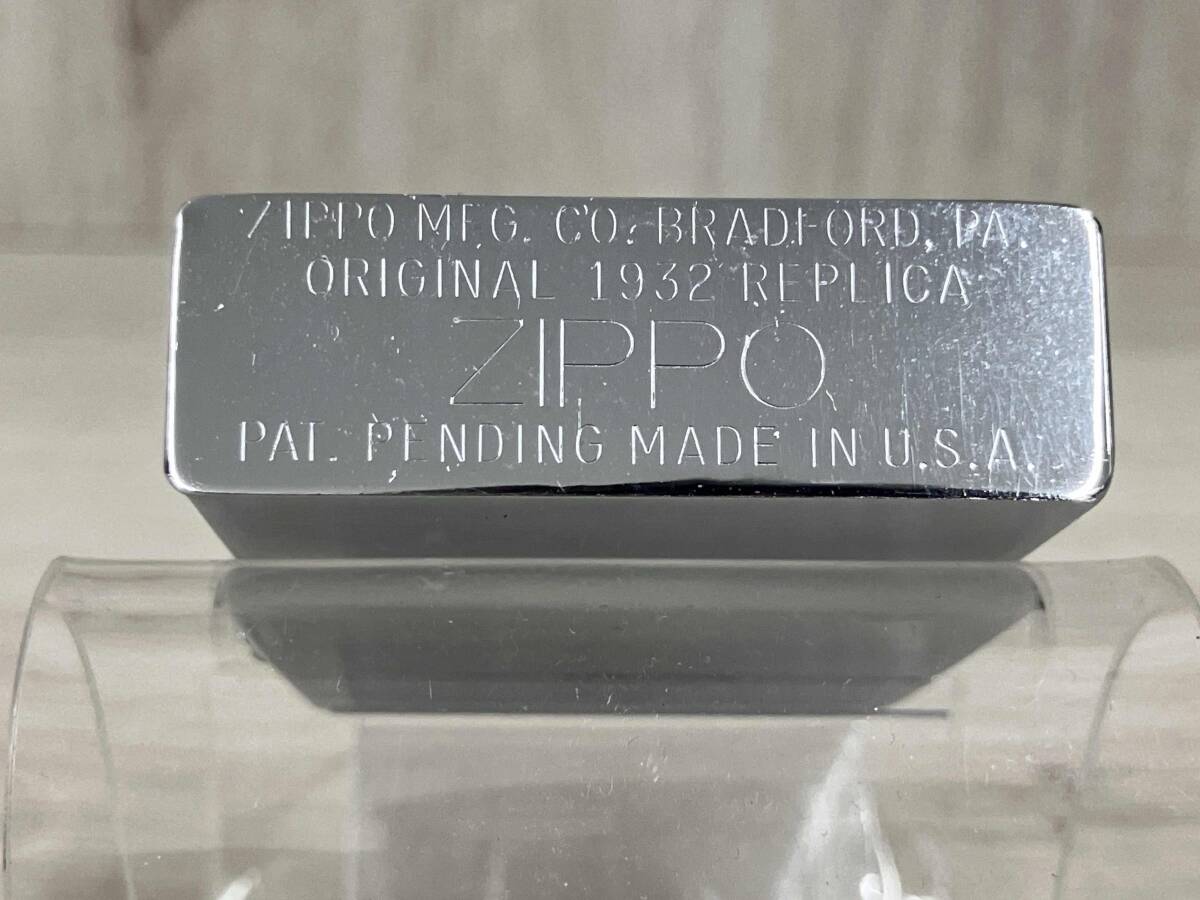 ZIPPO MFG. CO. BRADFORD, PA.
ORIGINAL 1932 REPLICA
ZIPPO
PAT. PENDING MADE IN U.S.A.